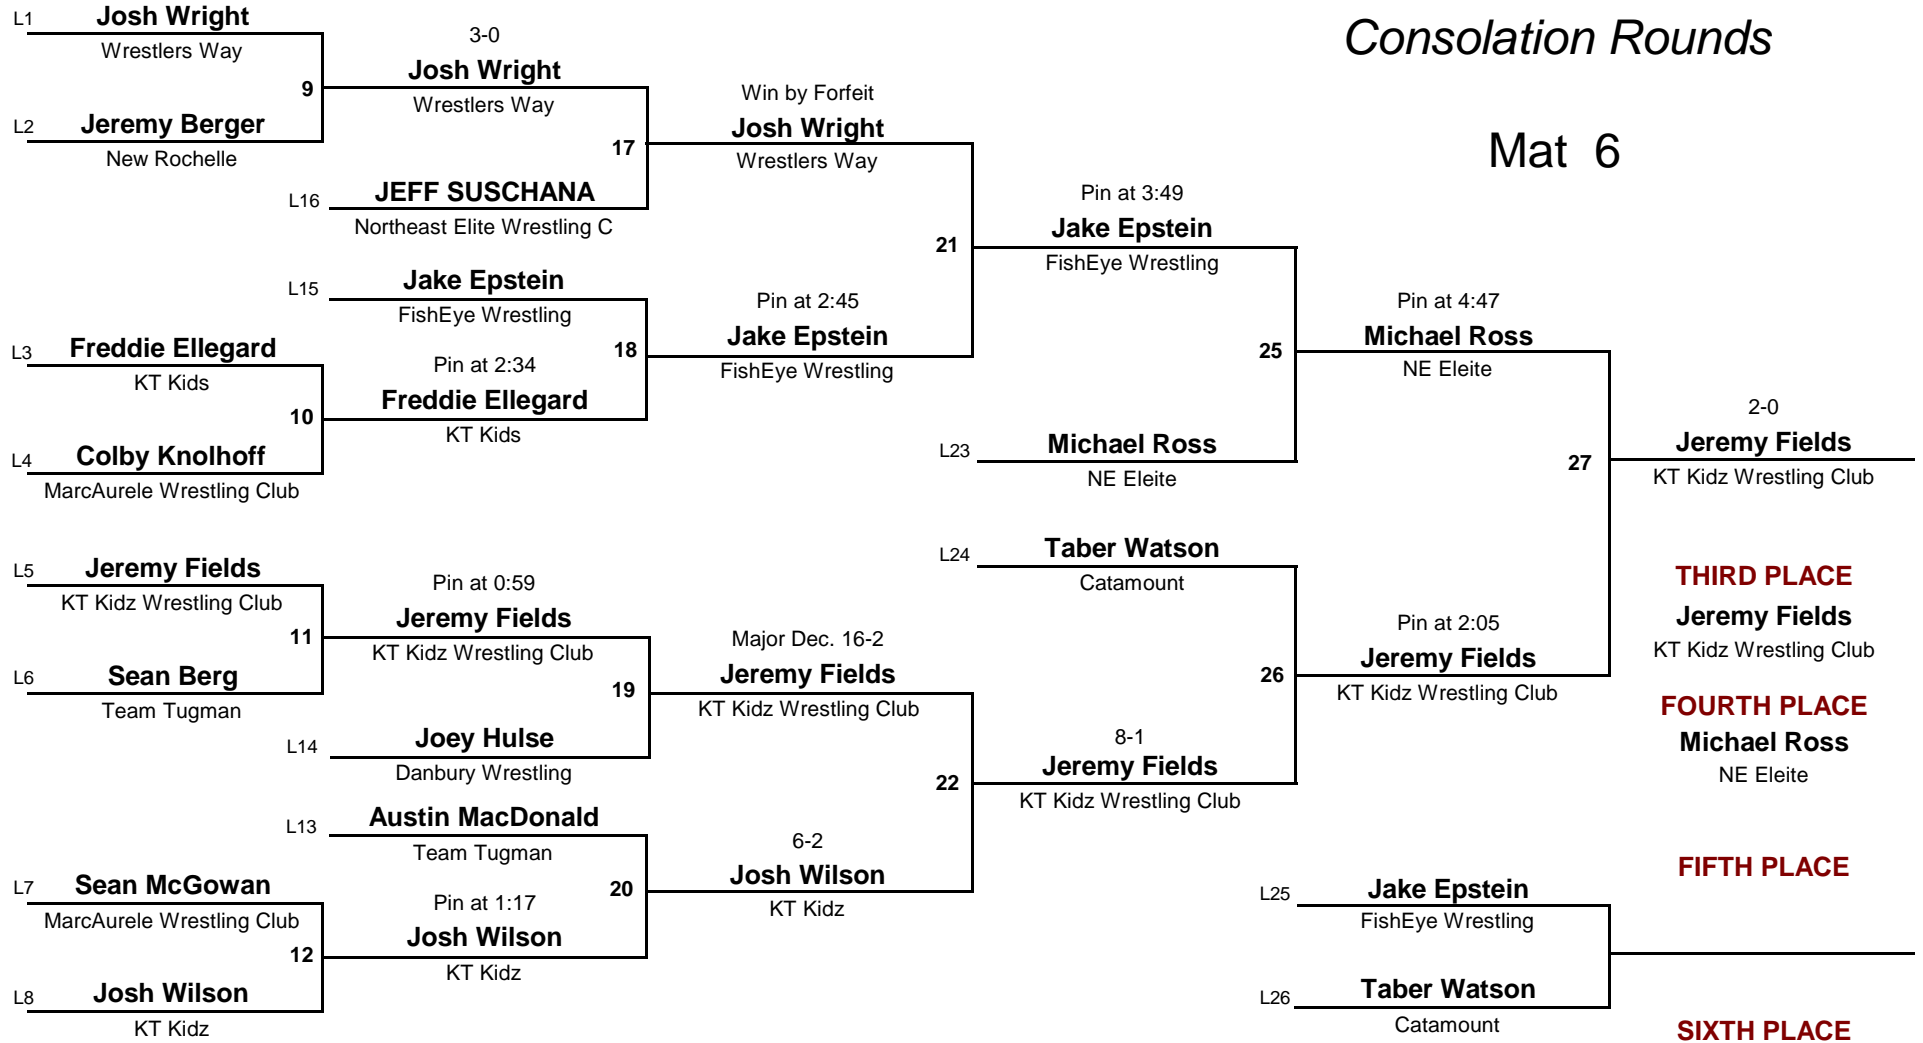 Consolation Rounds
Mat 6
L1
Josh Wright
Wrestlers Way
9
L2
Jeremy Berger
New Rochelle
L3
Freddie Ellegard
KT Kids
10
L4
Colby Knolhoff
MarcAurele Wrestling Club
L5
Jeremy Fields
KT Kidz Wrestling Club
11
L6
Sean Berg
Team Tugman
L7
Sean McGowan
MarcAurele Wrestling Club
12
L8
Josh Wilson
KT Kidz
3-0
Josh Wright
Wrestlers Way
17
L16
JEFF SUSCHANA
Northeast Elite Wrestling C
L15
Jake Epstein
FishEye Wrestling
18
Pin at 2:34
Freddie Ellegard
KT Kids
Pin at 0:59
Jeremy Fields
KT Kidz Wrestling Club
19
L14
Joey Hulse
Danbury Wrestling
L13
Austin MacDonald
Team Tugman
20
Pin at 1:17
Josh Wilson
KT Kidz
Win by Forfeit
Josh Wright
Wrestlers Way
21
Pin at 2:45
Jake Epstein
FishEye Wrestling
Major Dec. 16-2
Jeremy Fields
KT Kidz Wrestling Club
22
6-2
Josh Wilson
KT Kidz
Pin at 3:49
Jake Epstein
FishEye Wrestling
25
L23
Michael Ross
NE Eleite
L24
Taber Watson
Catamount
26
8-1
Jeremy Fields
KT Kidz Wrestling Club
Pin at 4:47
Michael Ross
NE Eleite
27
Pin at 2:05
Jeremy Fields
KT Kidz Wrestling Club
2-0
Jeremy Fields
KT Kidz Wrestling Club
THIRD PLACE
Jeremy Fields
KT Kidz Wrestling Club
FOURTH PLACE
Michael Ross
NE Eleite
L25
Jake Epstein
FishEye Wrestling
L26
Taber Watson
Catamount
FIFTH PLACE
SIXTH PLACE